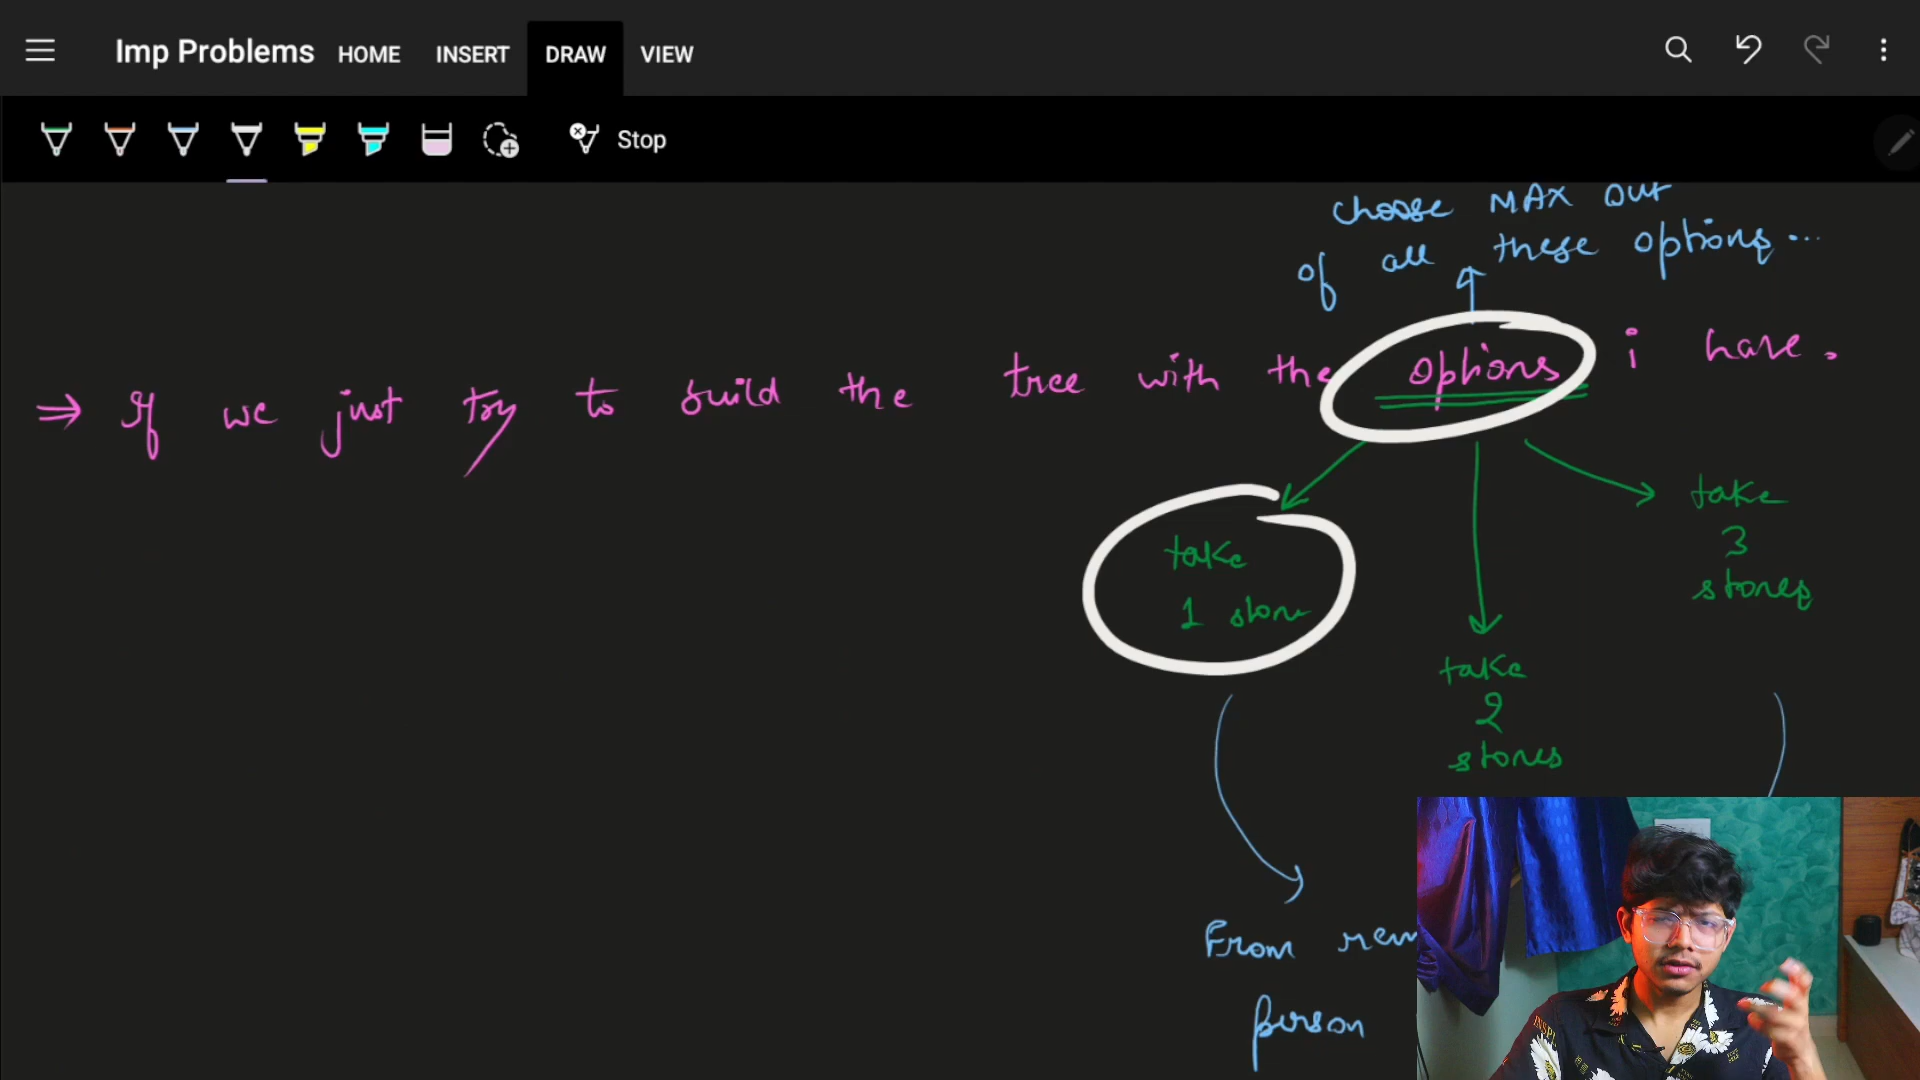 Imp Problems HOME INSERT DRAW VIEW
Stop
choose MAX out
of all these options...
⇒ If we just try to build the tree with the options i have.
take
1 stone
take
2
stones
take
3
stones
From rem
person